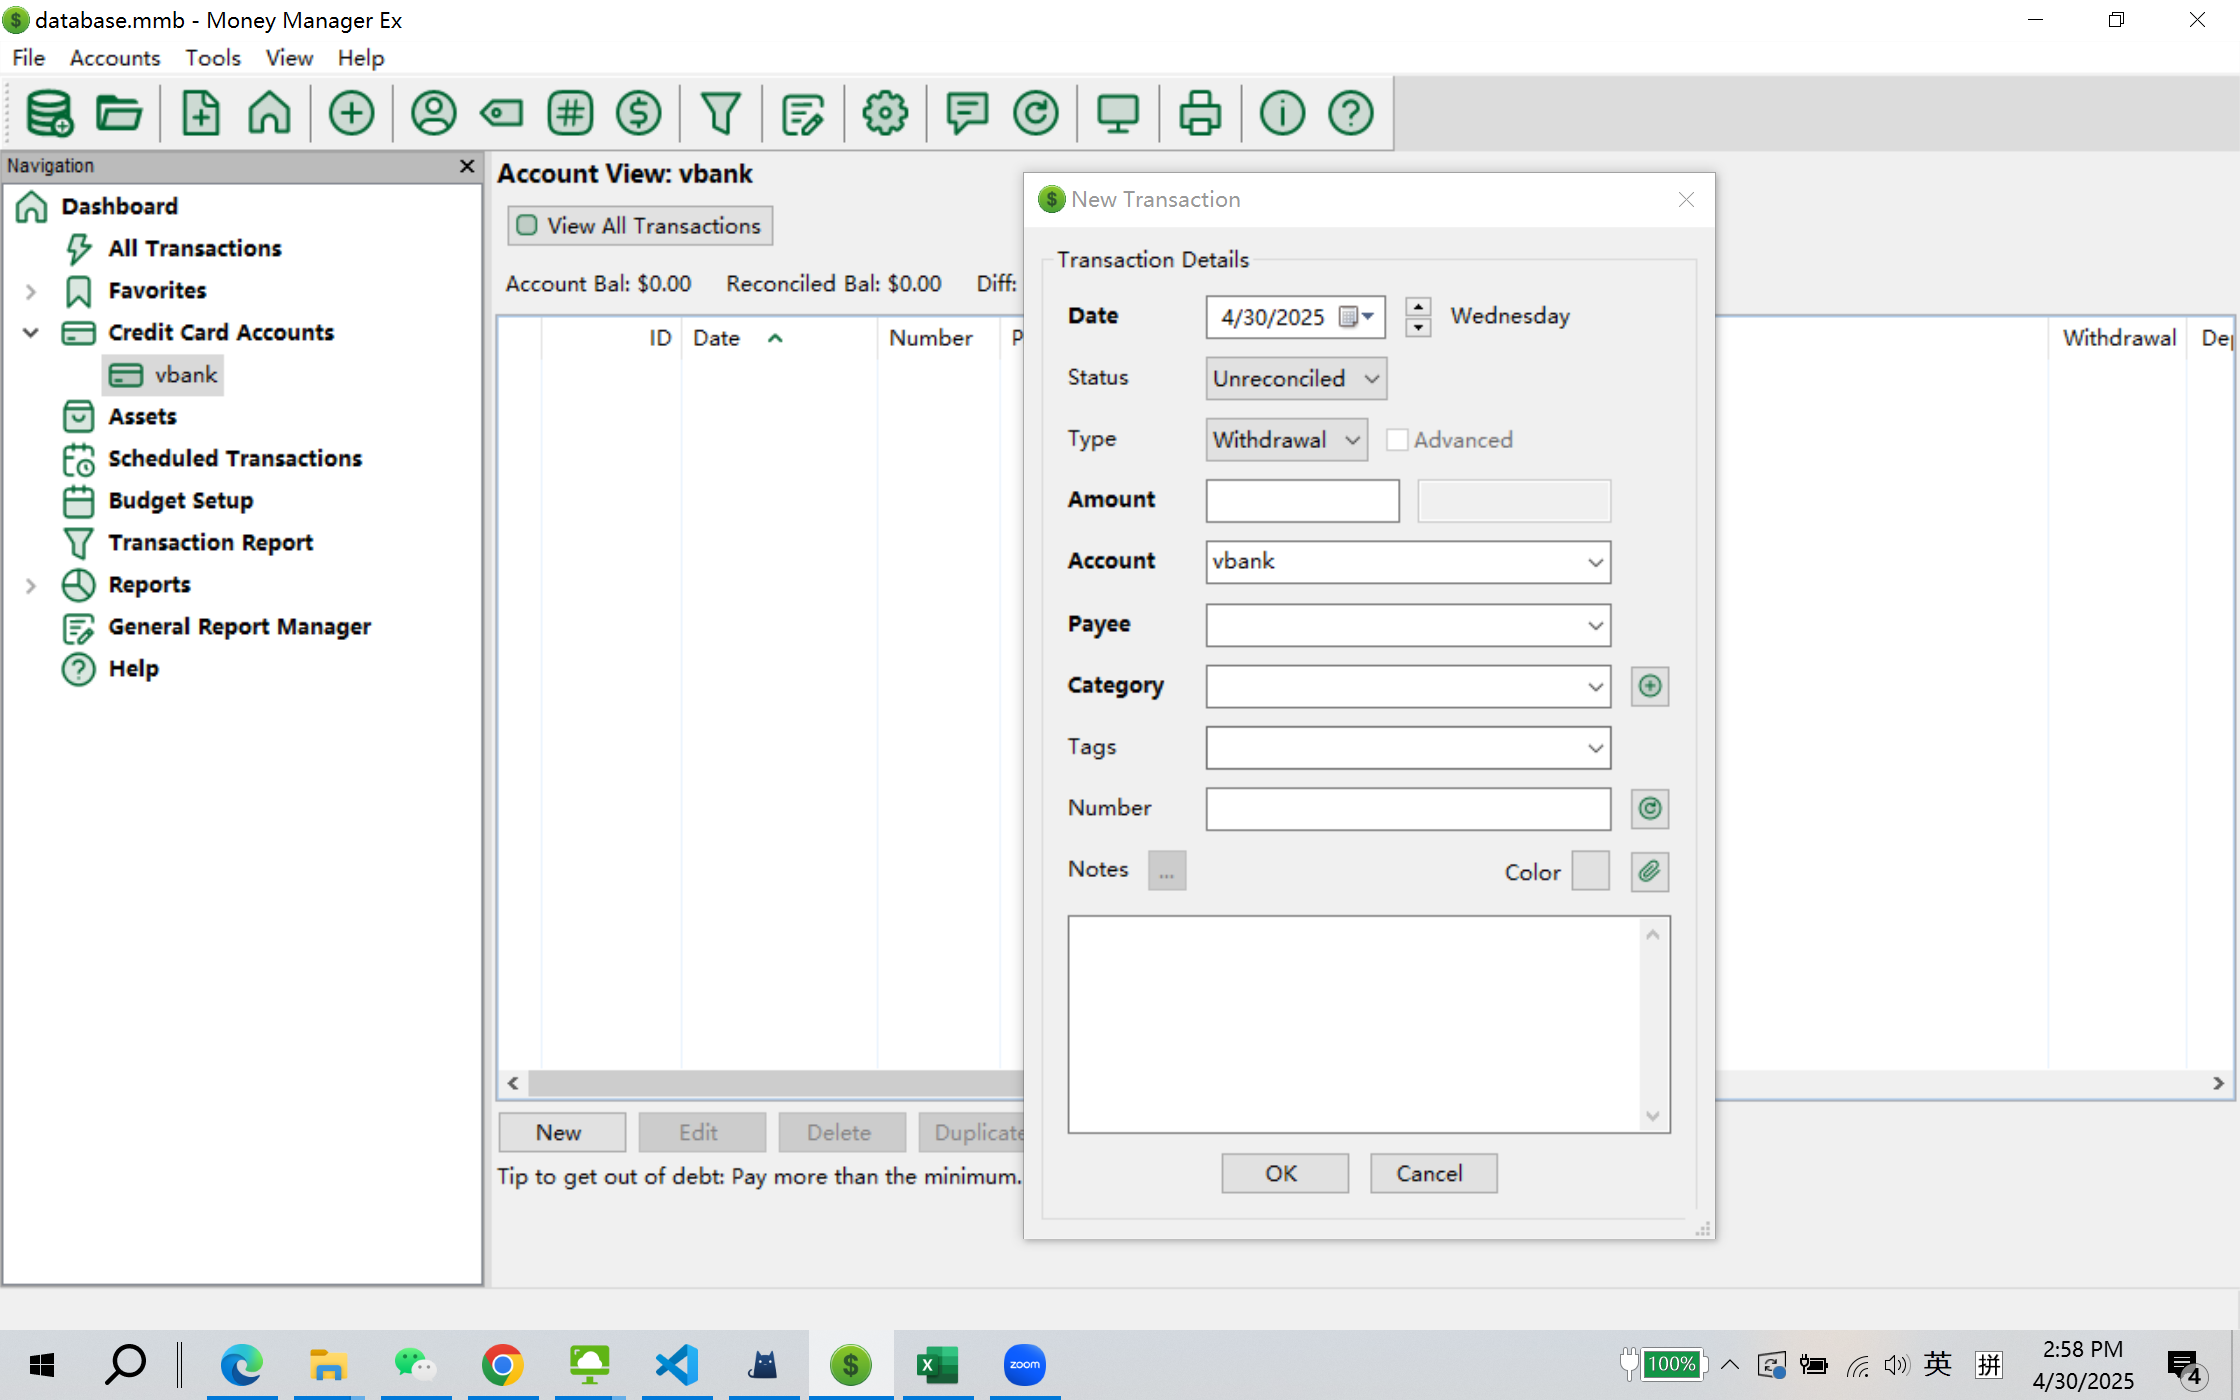 database.mmb - Money Manager Ex
File Accounts Tools View Help
Navigation
Dashboard
All Transactions
Favorites
Credit Card Accounts
vbank
Assets
Scheduled Transactions
Budget Setup
Transaction Report
Reports
General Report Manager
Help
Account View: vbank
View All Transactions
Account Bal: $0.00 Reconciled Bal: $0.00 Diff:
ID Date Number P Withdrawal Dep
New Edit Delete Duplicate
Tip to get out of debt: Pay more than the minimum.
New Transaction
Transaction Details
Date 4/30/2025 Wednesday
Status Unreconciled
Type Withdrawal Advanced
Amount
Account vbank
Payee
Category
Tags
Number
Notes ... Color
OK Cancel
zoom
100%
英 拼
2:58 PM
4/30/2025
4